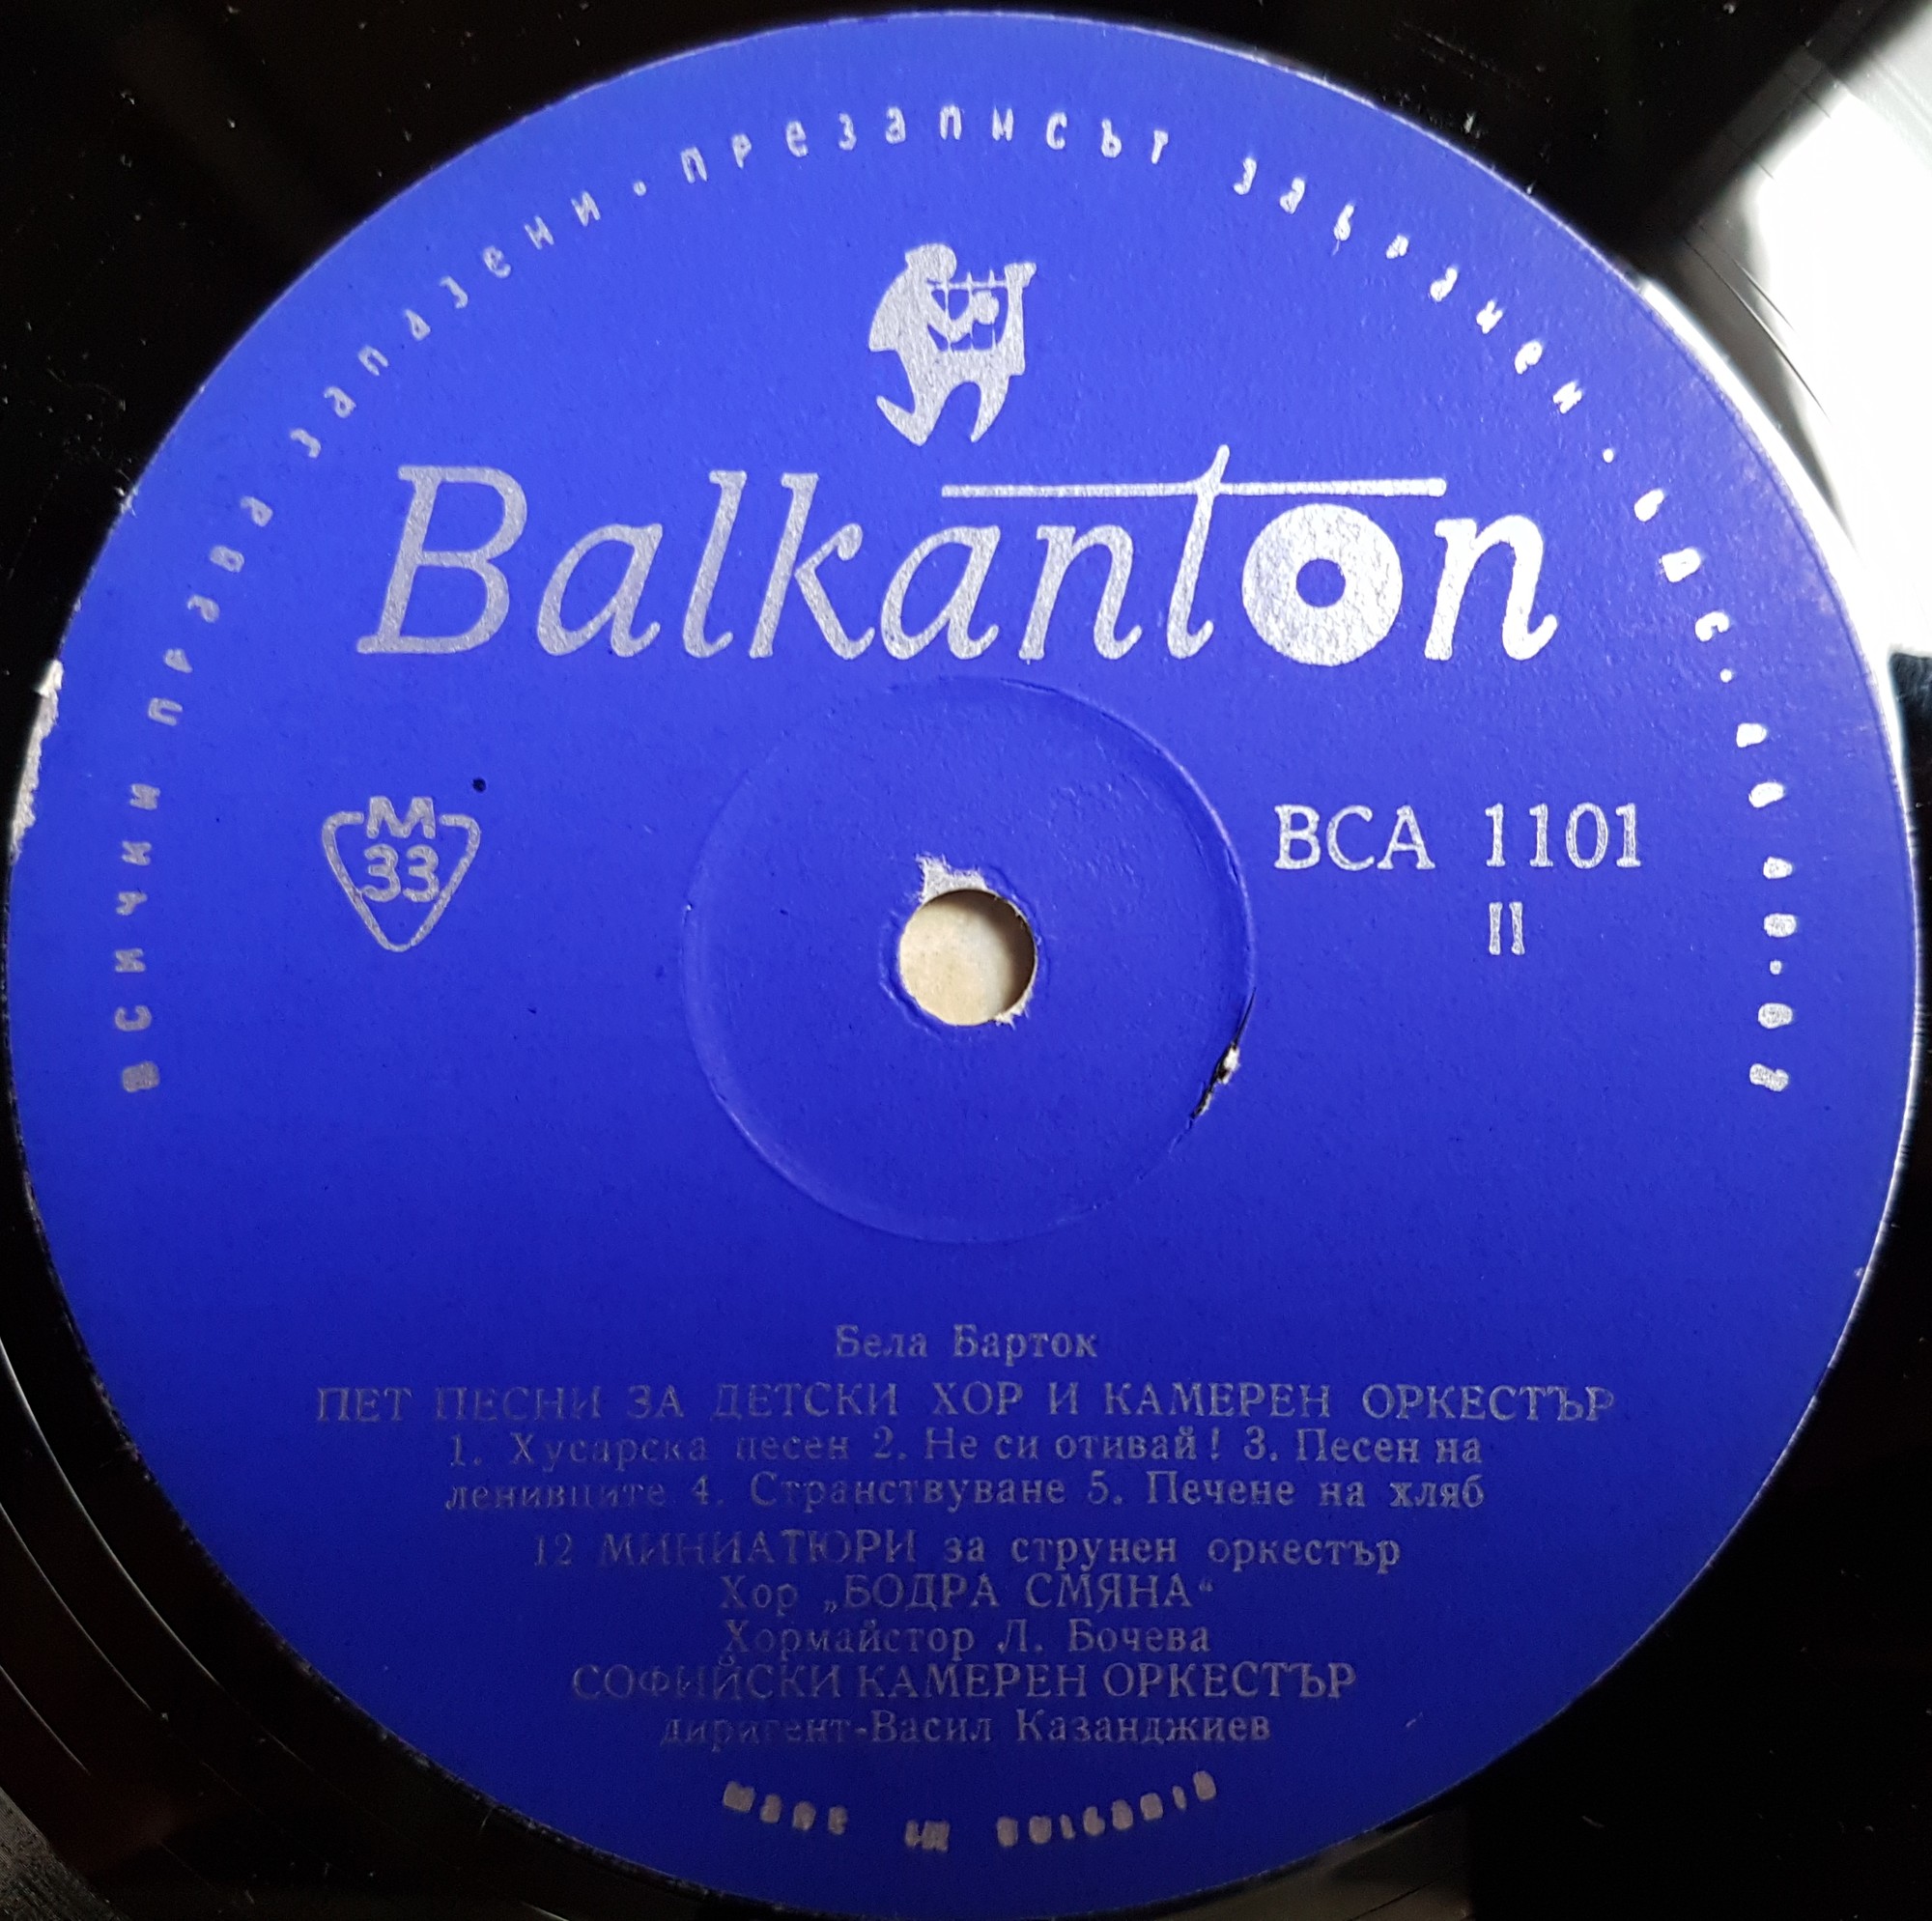 всички права запазени · презаписът забранен ·
Balkanton
М
33
ВСА 1101
II
Бела Барток
ПЕТ ПЕСНИ ЗА ДЕТСКИ ХОР И КАМЕРЕН ОРКЕСТЪР
1. Хусарска песен 2. Не си отивай! 3. Песен на
ленивците 4. Странствуване 5. Печене на хляб
12 МИНИАТЮРИ за струнен оркестър
Хор „БОДРА СМЯНА“
Хормайстор Л. Бочева
СОФИЙСКИ КАМЕРЕН ОРКЕСТЪР
диригент-Васил Казанджиев
made in bulgaria